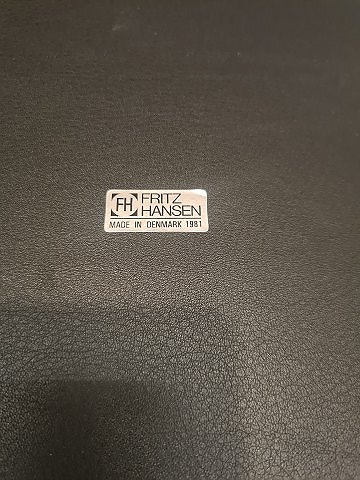 FH FRITZ
HANSEN
MADE IN DENMARK 1981